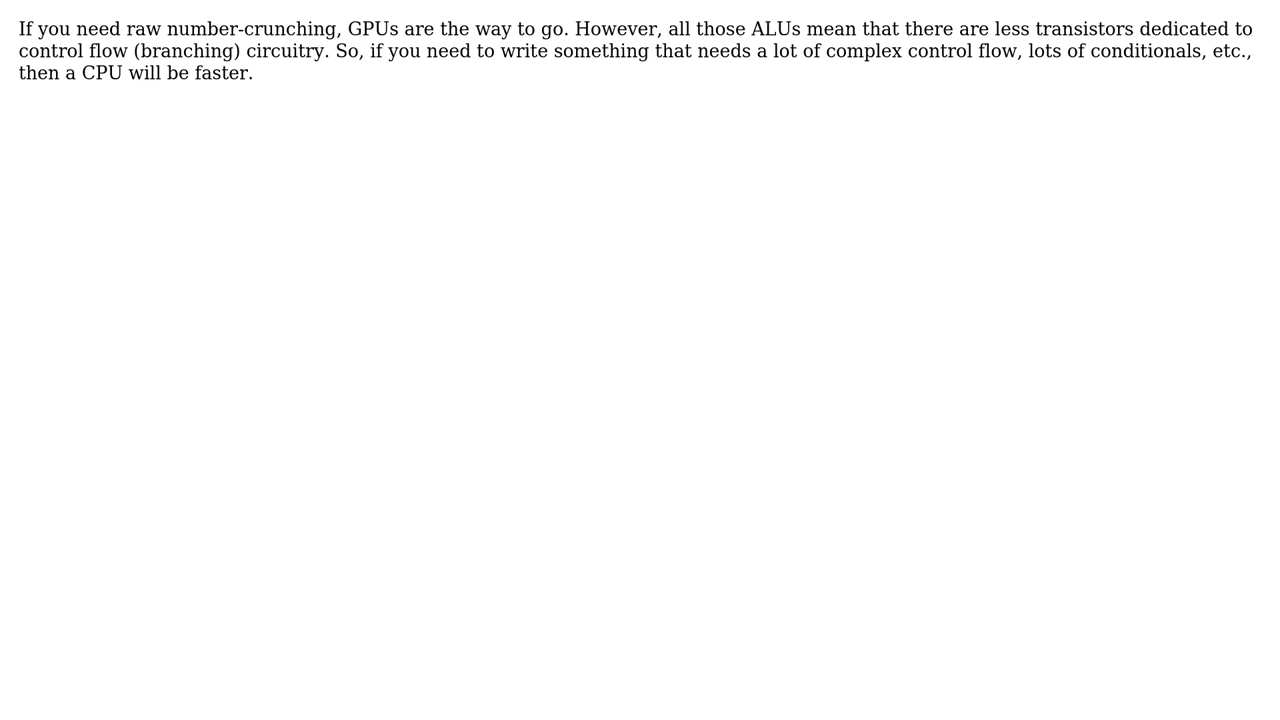 If you need raw number-crunching, GPUs are the way to go. However, all those ALUs mean that there are less transistors dedicated to
control flow (branching) circuitry. So, if you need to write something that needs a lot of complex control flow, lots of conditionals, etc.,
then a CPU will be faster.